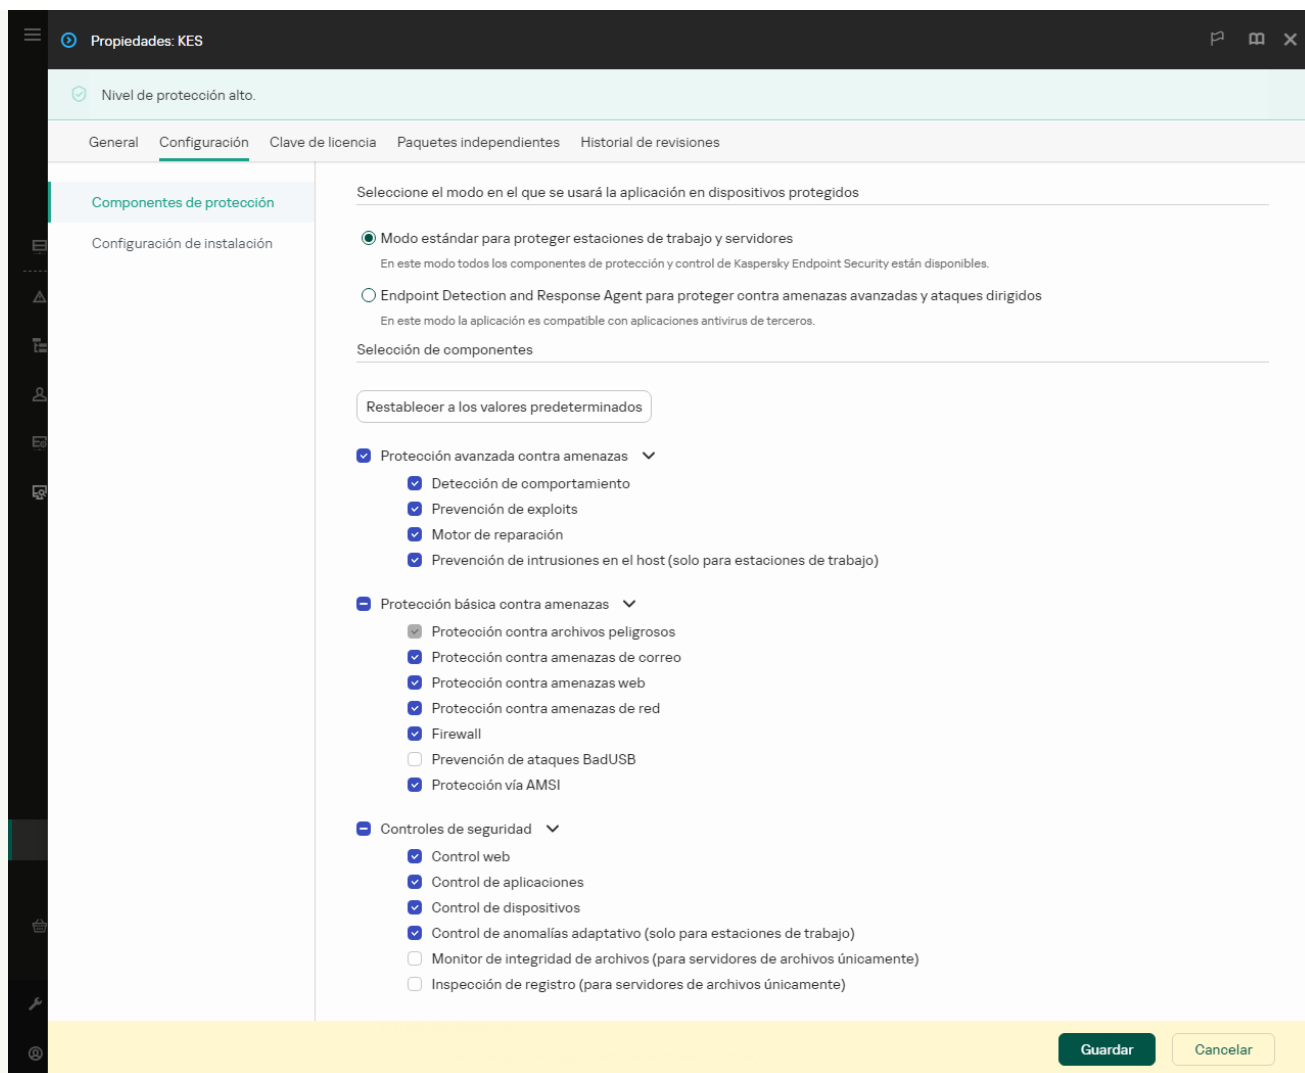 Propiedades: KES
Nivel de protección alto.
General Configuración Clave de licencia Paquetes independientes Historial de revisiones
Componentes de protección
Configuración de instalación
Seleccione el modo en el que se usará la aplicación en dispositivos protegidos
Modo estándar para proteger estaciones de trabajo y servidores
En este modo todos los componentes de protección y control de Kaspersky Endpoint Security están disponibles.
Endpoint Detection and Response Agent para proteger contra amenazas avanzadas y ataques dirigidos
En este modo la aplicación es compatible con aplicaciones antivirus de terceros.
Selección de componentes
Restablecer a los valores predeterminados
Protección avanzada contra amenazas
Detección de comportamiento
Prevención de exploits
Motor de reparación
Prevención de intrusiones en el host (solo para estaciones de trabajo)
Protección básica contra amenazas
Protección contra archivos peligrosos
Protección contra amenazas de correo
Protección contra amenazas web
Protección contra amenazas de red
Firewall
Prevención de ataques BadUSB
Protección vía AMSI
Controles de seguridad
Control web
Control de aplicaciones
Control de dispositivos
Control de anomalías adaptativo (solo para estaciones de trabajo)
Monitor de integridad de archivos (para servidores de archivos únicamente)
Inspección de registro (para servidores de archivos únicamente)
Guardar Cancelar